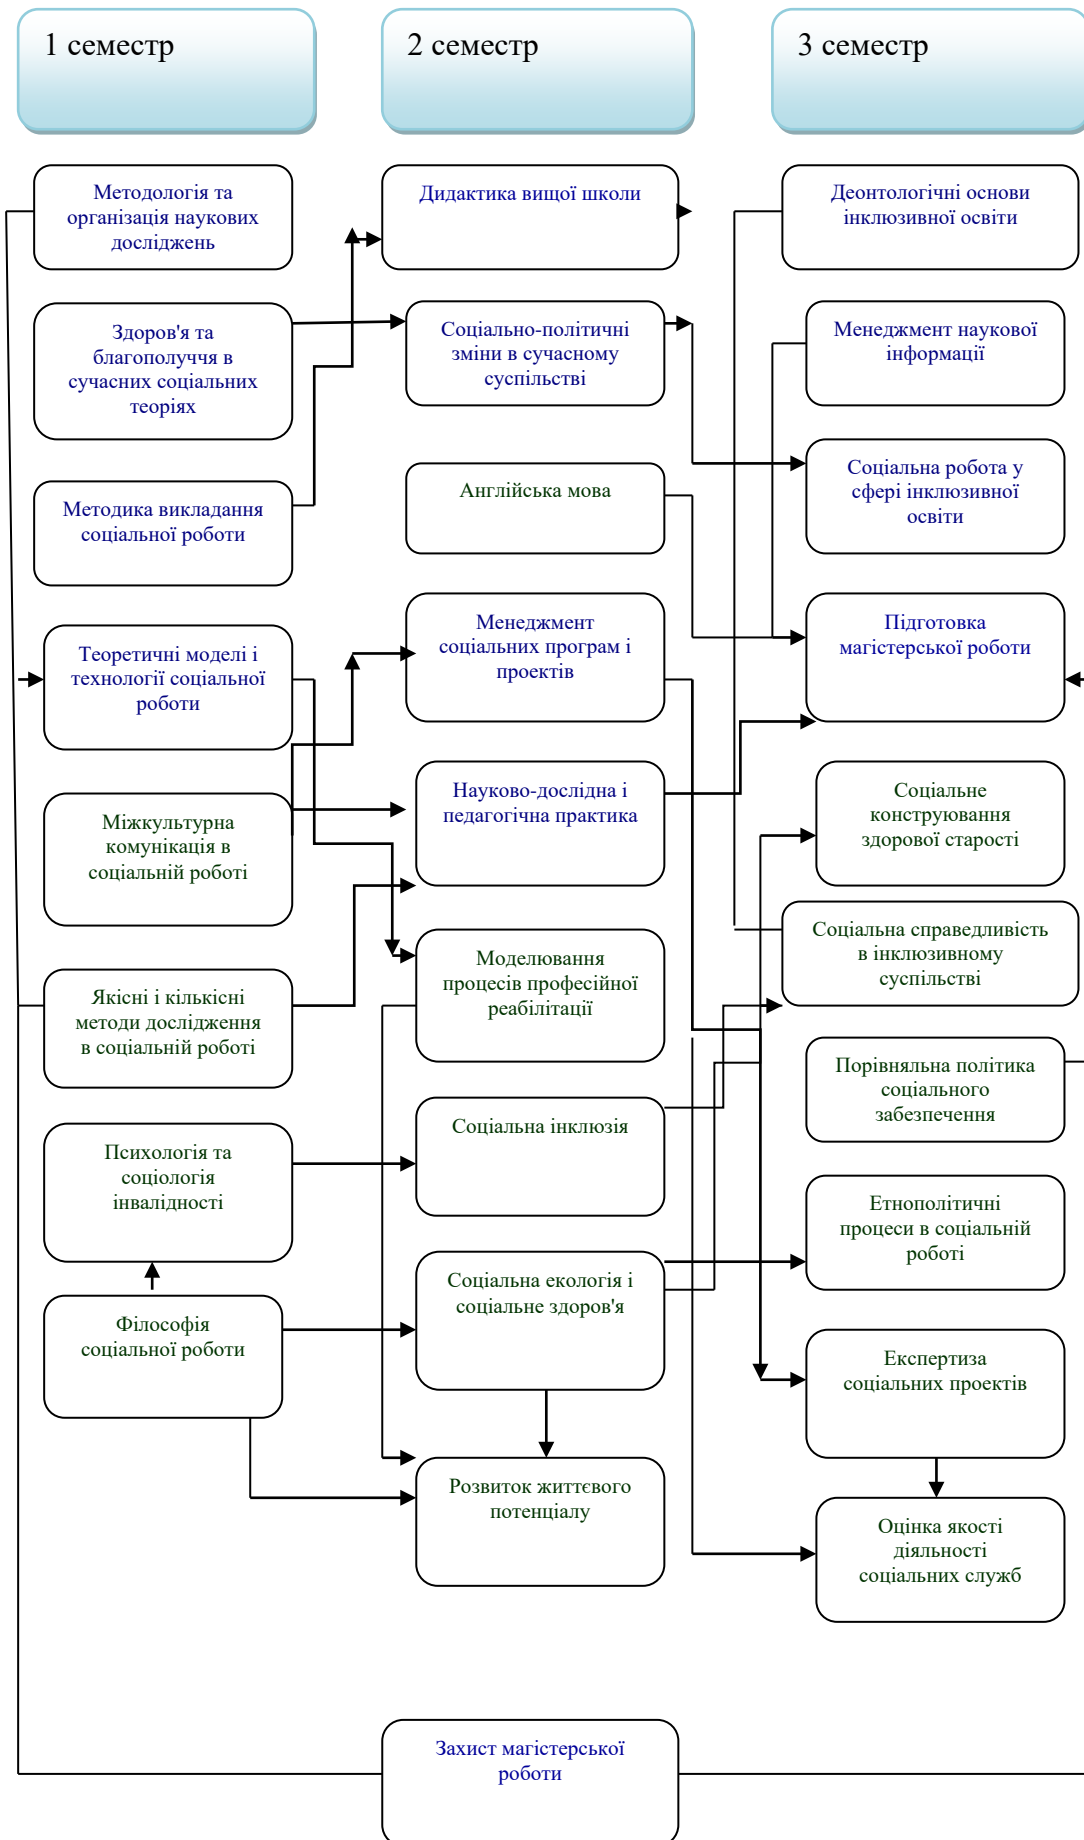 1 семестр
2 семестр
3 семестр
Методологія та
організація наукових
досліджень
Здоров'я та
благополуччя в
сучасних соціальних
теоріях
Методика викладання
соціальної роботи
Теоретичні моделі і
технології соціальної
роботи
Міжкультурна
комунікація в
соціальній роботі
Якісні і кількісні
методи дослідження
в соціальній роботі
Психологія та
соціологія
інвалідності
Філософія
соціальної роботи
Дидактика вищої школи
Соціально-політичні
зміни в сучасному
суспільстві
Англійська мова
Менеджмент
соціальних програм і
проектів
Науково-дослідна і
педагогічна практика
Моделювання
процесів професійної
реабілітації
Соціальна інклюзія
Соціальна екологія і
соціальне здоров'я
Розвиток життєвого
потенціалу
Деонтологічні основи
інклюзивної освіти
Менеджмент наукової
інформації
Соціальна робота у
сфері інклюзивної
освіти
Підготовка
магістерської роботи
Соціальне
конструювання
здорової старості
Соціальна справедливість
в інклюзивному
суспільстві
Порівняльна політика
соціального
забезпечення
Етнополітичні
процеси в соціальній
роботі
Експертиза
соціальних проектів
Оцінка якості
діяльності
соціальних служб
Захист магістерської
роботи